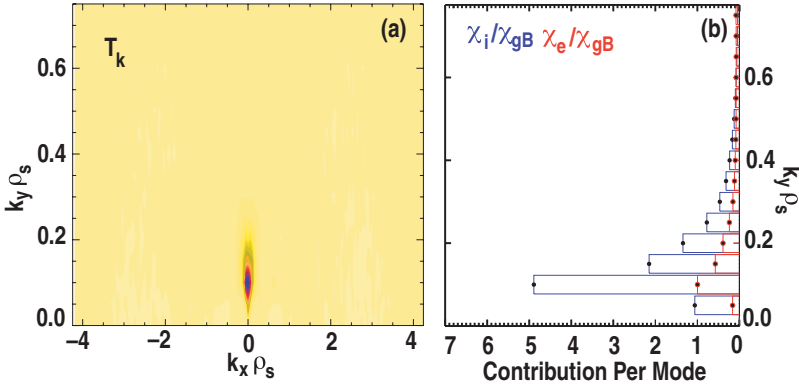 (a)
T_k
0.6
0.4
0.2
0.0
k_y ρ_s
−4 −2 0 2 4
k_x ρ_s
(b)
χ_i/χ_gB χ_e/χ_gB
0.6
0.4
0.2
0.0
k_y ρ_s
7 6 5 4 3 2 1 0
Contribution Per Mode